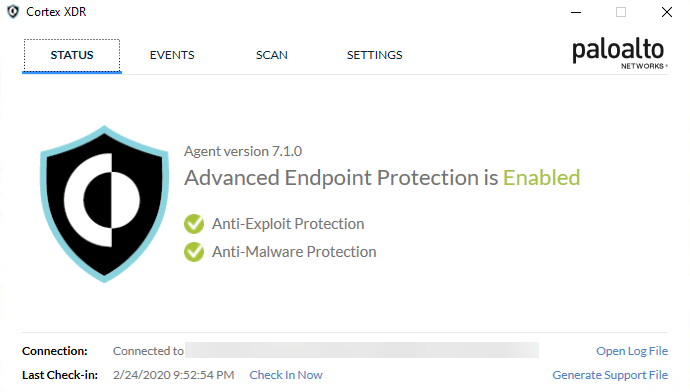 Cortex XDR
STATUS EVENTS SCAN SETTINGS
paloalto
NETWORKS
Agent version 7.1.0
Advanced Endpoint Protection is Enabled
Anti-Exploit Protection
Anti-Malware Protection
Connection: Connected to Open Log File
Last Check-in: 2/24/2020 9:52:54 PM Check In Now Generate Support File